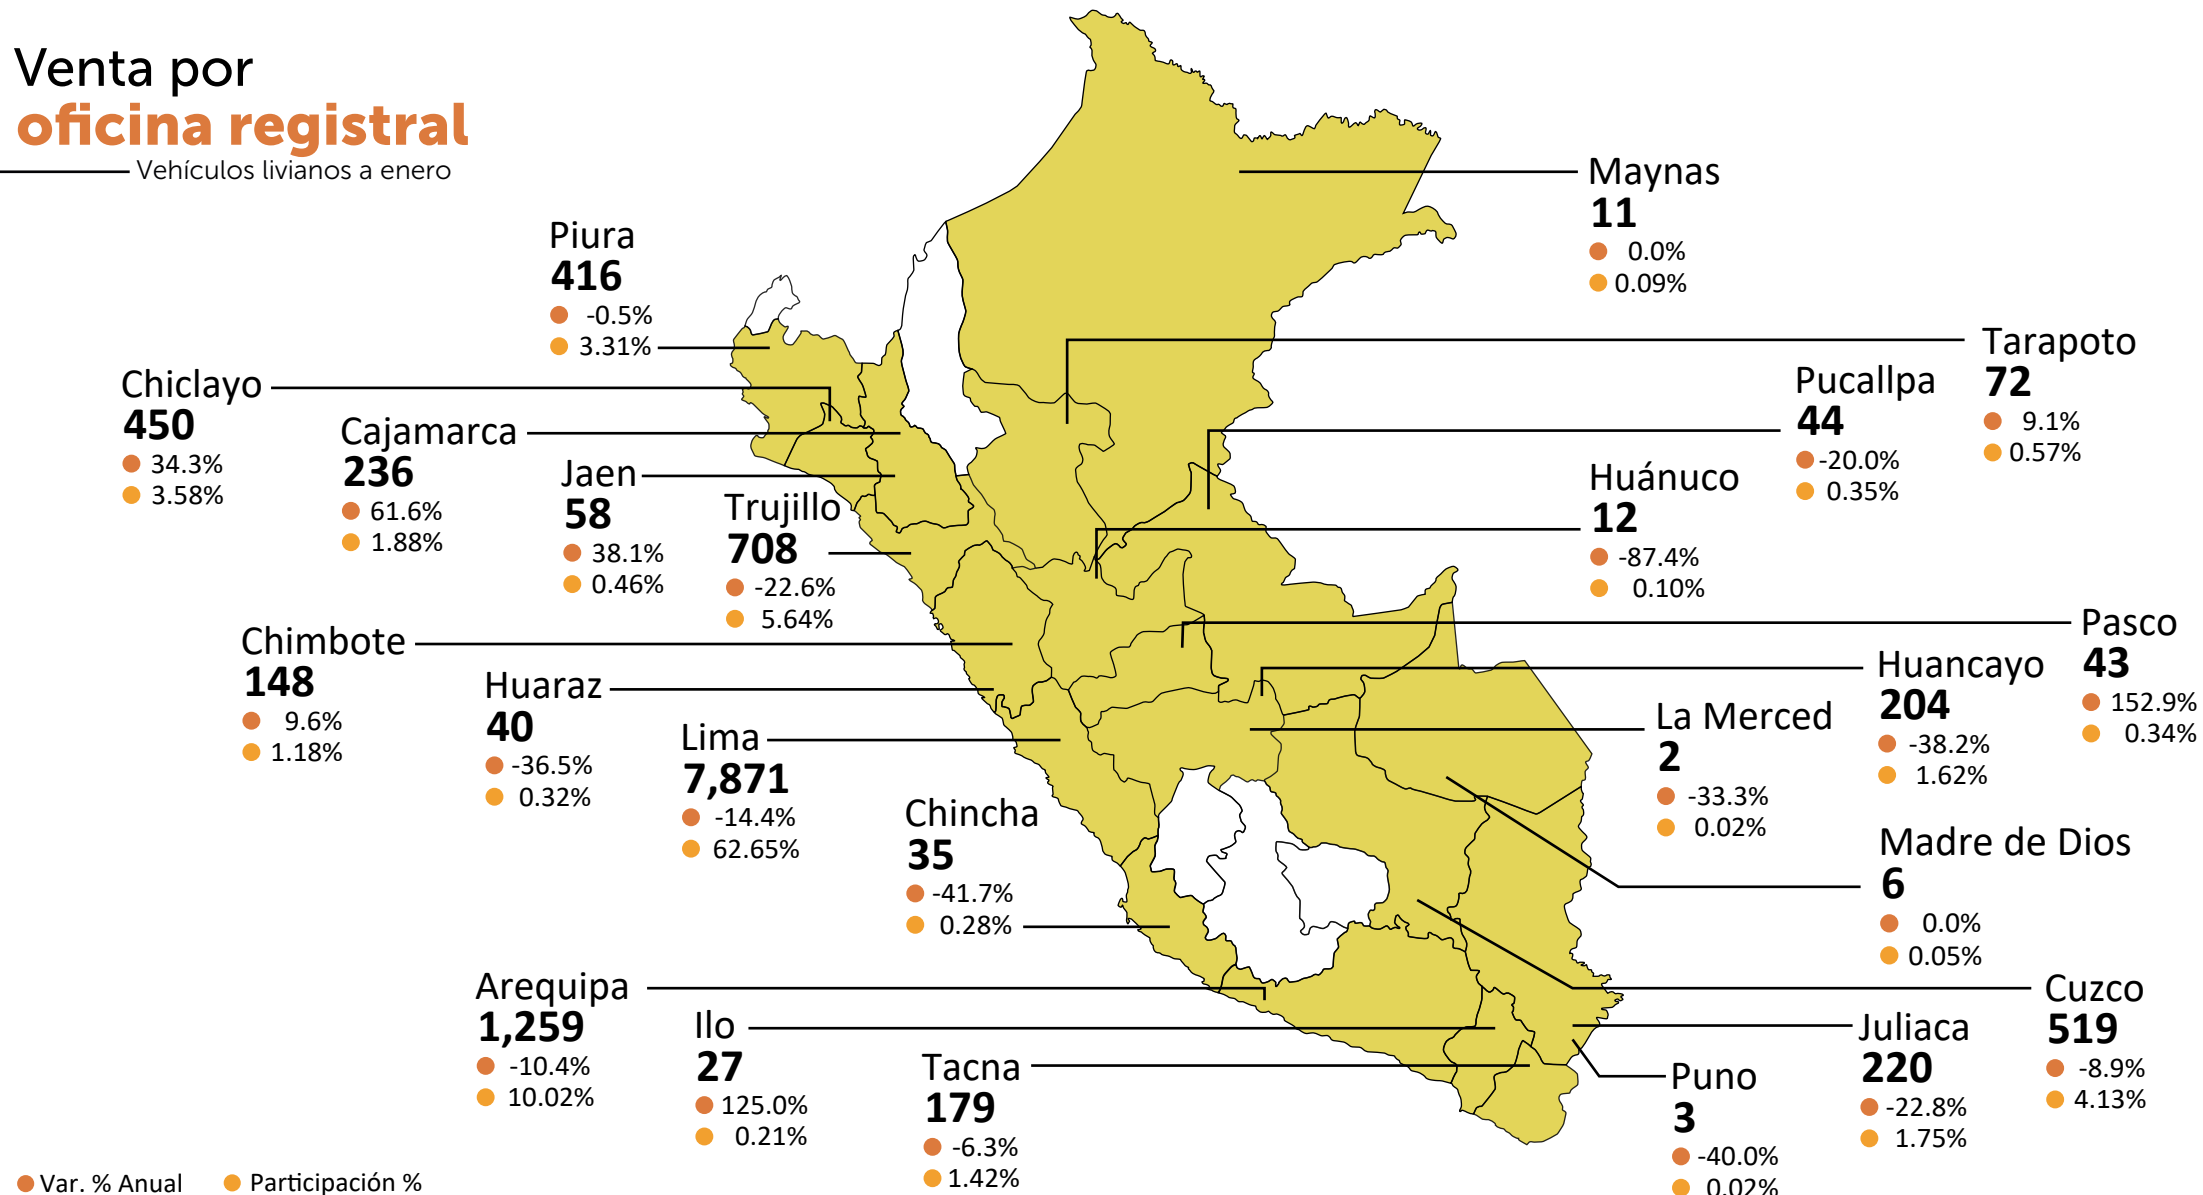 Venta por
oficina registral
Vehículos livianos a enero
Maynas
11
0.0%
0.09%
Piura
416
-0.5%
3.31%
Tarapoto
72
9.1%
0.57%
Pucallpa
44
-20.0%
0.35%
Chiclayo
450
34.3%
3.58%
Cajamarca
236
61.6%
1.88%
Jaen
58
38.1%
0.46%
Trujillo
708
-22.6%
5.64%
Huánuco
12
-87.4%
0.10%
Pasco
43
152.9%
0.34%
Chimbote
148
9.6%
1.18%
Huaraz
40
-36.5%
0.32%
Lima
7,871
-14.4%
62.65%
Huancayo
204
-38.2%
1.62%
La Merced
2
-33.3%
0.02%
Chincha
35
-41.7%
0.28%
Madre de Dios
6
0.0%
0.05%
Arequipa
1,259
-10.4%
10.02%
Ilo
27
125.0%
0.21%
Tacna
179
-6.3%
1.42%
Cuzco
519
-8.9%
4.13%
Juliaca
220
-22.8%
1.75%
Puno
3
-40.0%
0.02%
Var. % Anual
Participación %